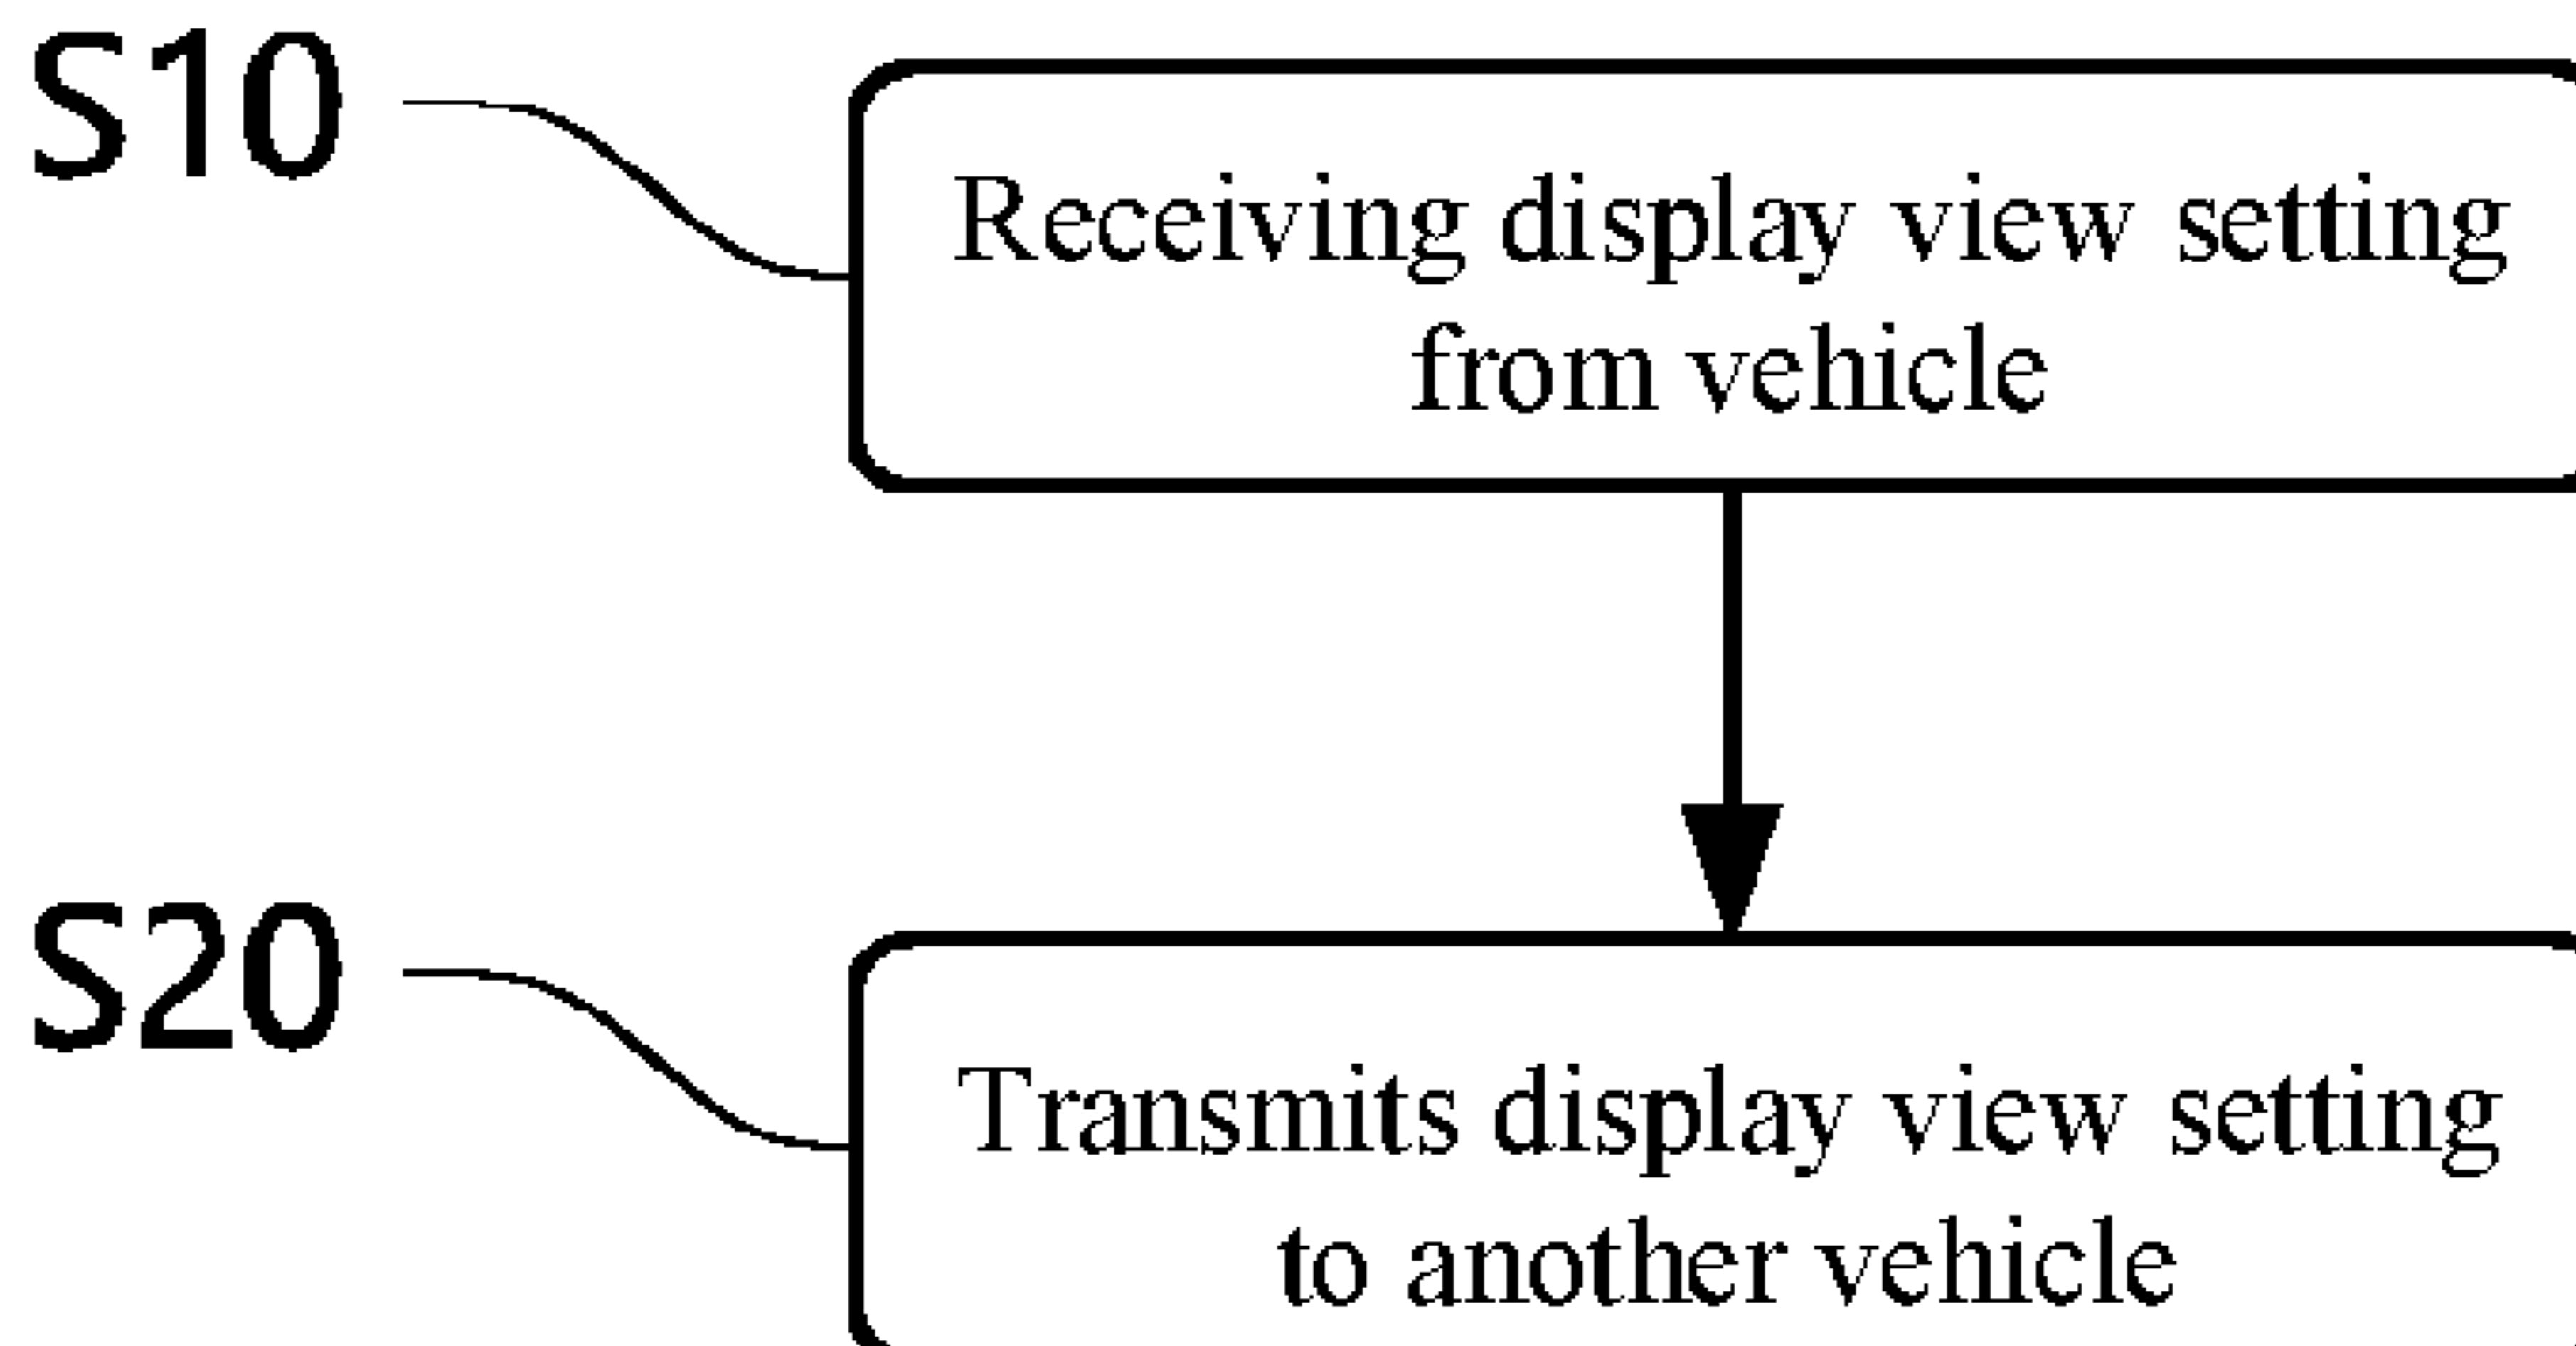 S10
Receiving display view setting
from vehicle
S20
Transmits display view setting
to another vehicle